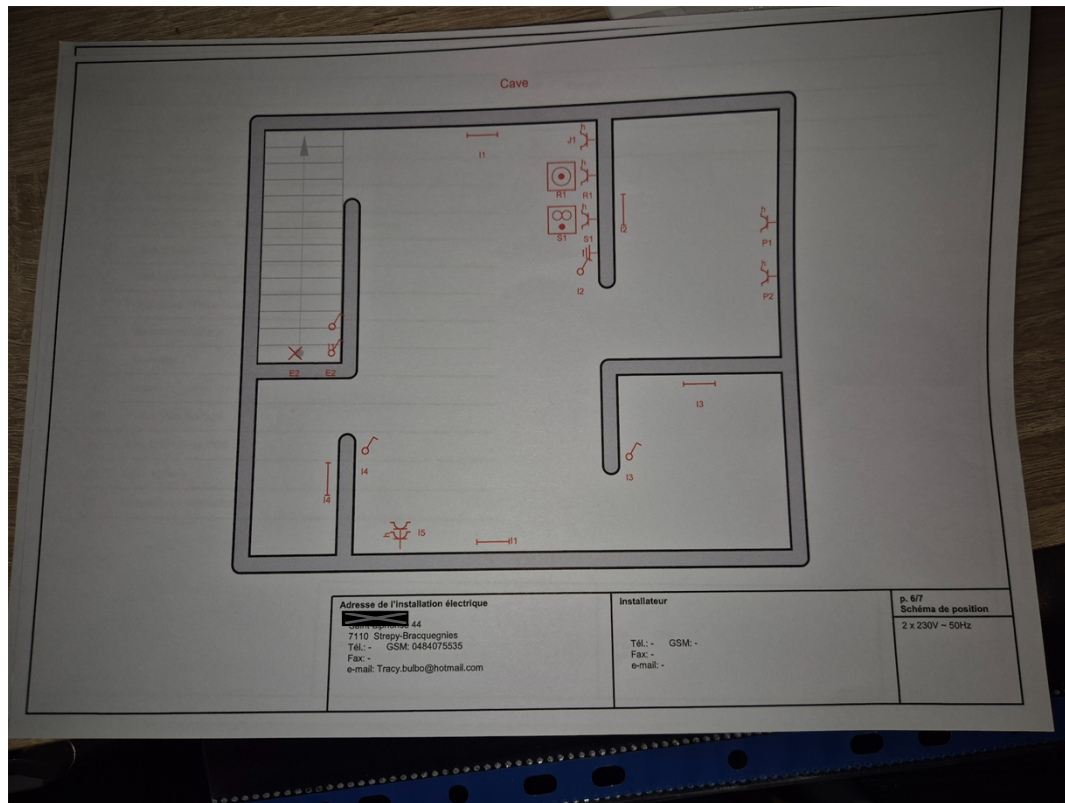 Cave
I1
J1
R1
R1
I2
S1
S1
P1
I2
P2
I1
E2
E2
I3
I4
I3
I4
I5
I1
Adresse de l'installation électrique
44
7110 Strepy-Bracquegnies
Tél.: - GSM: 0484075535
Fax: -
e-mail: Tracy.bulbo@hotmail.com
installateur
Tél.: - GSM: -
Fax: -
e-mail: -
p. 6/7
Schéma de position
2 x 230V ~ 50Hz